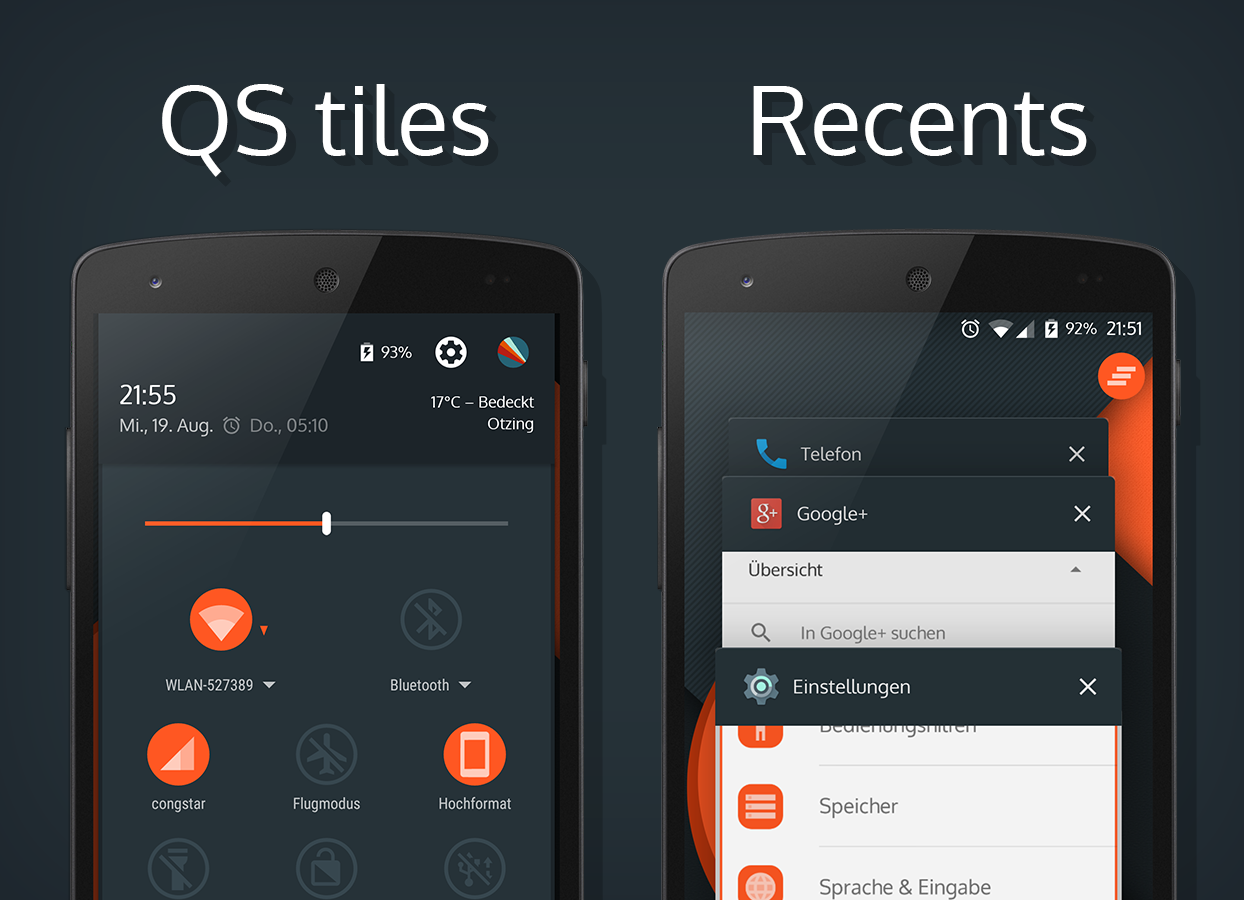 QS tiles
93%
21:55
Mi., 19. Aug. Do., 05:10
17°C – Bedeckt
Otzing
WLAN-527389
Bluetooth
congstar
Flugmodus
Hochformat
Recents
92% 21:51
Telefon
Google+
g+
Übersicht
In Google+ suchen
Einstellungen
Bedienungshilfen
Speicher
Sprache & Eingabe